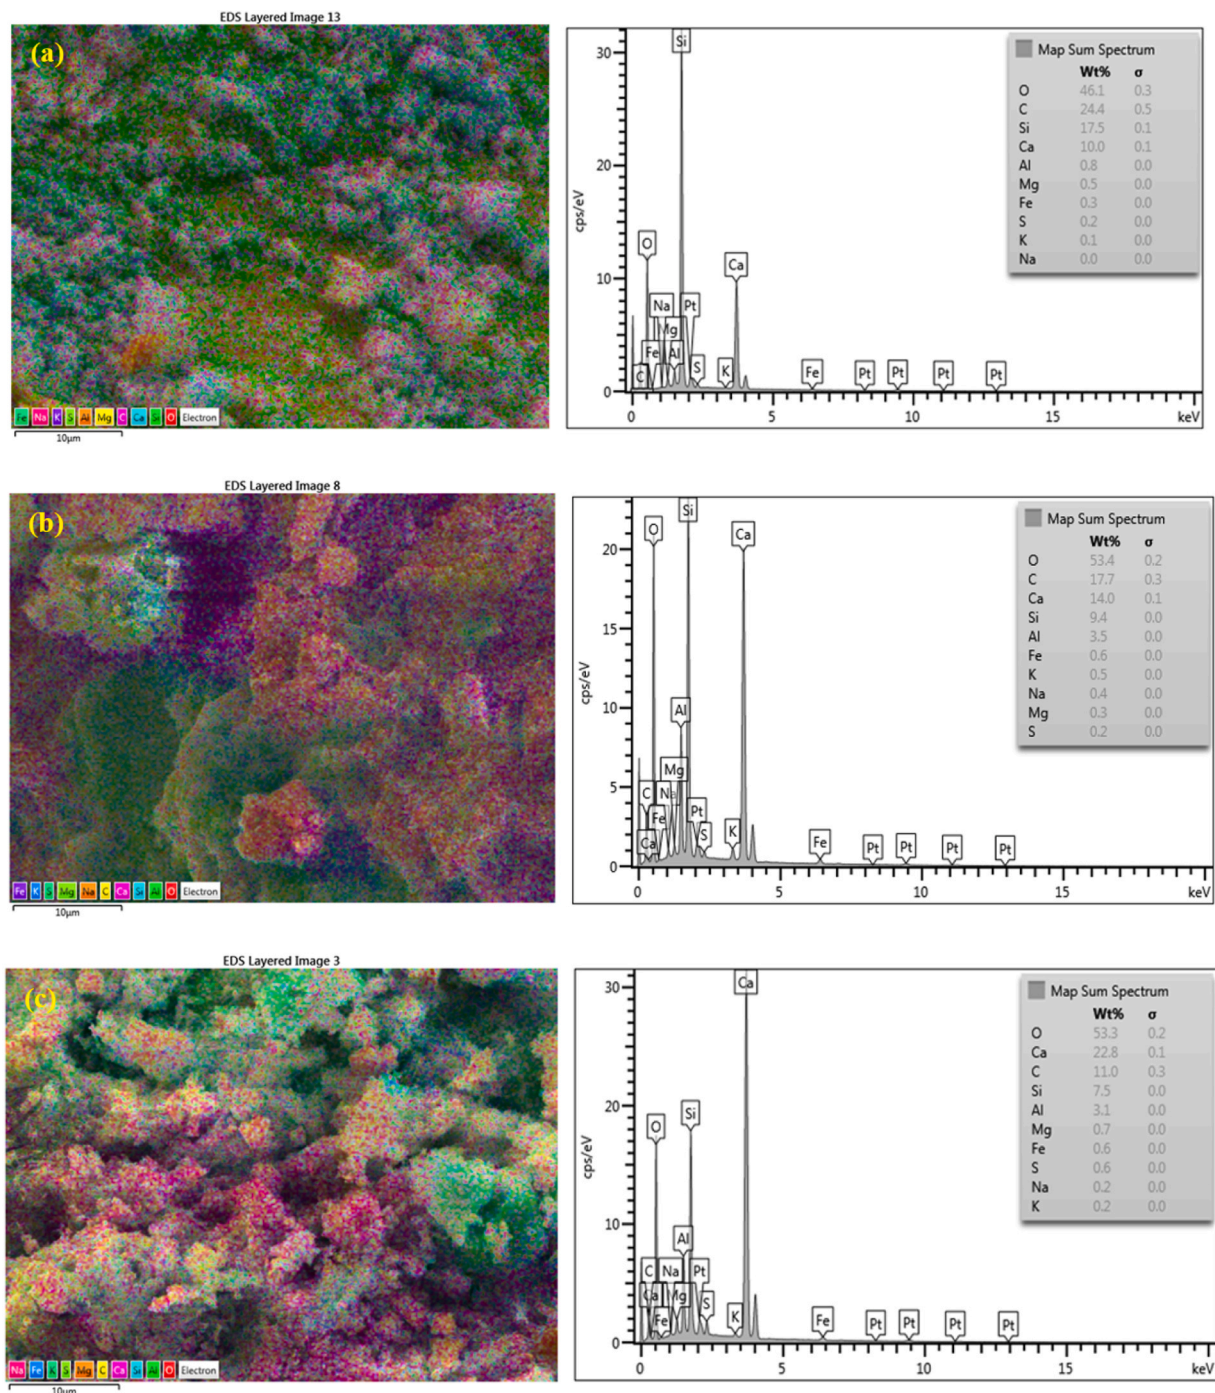 EDS Layered Image 13
(a)
Fe Na K S Al Mg C Ca Si O Electron
10µm
30
20
10
0
cps/eV
Si
O
Ca
Na
Pt
Mg
Fe
Al
S
C
K
Fe
Pt
Pt
Pt
Pt
0 5 10 15 keV
Map Sum Spectrum
Wt% σ
O 46.1 0.3
C 24.4 0.5
Si 17.5 0.1
Ca 10.0 0.1
Al 0.8 0.0
Mg 0.5 0.0
Fe 0.3 0.0
S 0.2 0.0
K 0.1 0.0
Na 0.0 0.0
EDS Layered Image 8
(b)
Fe K S Mg Na C Ca Si Al O Electron
10µm
20
15
10
5
0
cps/eV
Si
O
Ca
Al
Mg
C
Na
Pt
Fe
S
K
Ca
Fe
Pt
Pt
Pt
Pt
0 5 10 15 keV
Map Sum Spectrum
Wt% σ
O 53.4 0.2
C 17.7 0.3
Ca 14.0 0.1
Si 9.4 0.0
Al 3.5 0.0
Fe 0.6 0.0
K 0.5 0.0
Na 0.4 0.0
Mg 0.3 0.0
S 0.2 0.0
EDS Layered Image 3
(c)
Na Fe K S Mg C Ca Si Al O Electron
10µm
30
20
10
0
cps/eV
Ca
Si
O
Al
C
Na
Pt
Ca
Mg
S
Fe
K
Fe
Pt
Pt
Pt
Pt
0 5 10 15 keV
Map Sum Spectrum
Wt% σ
O 53.3 0.2
Ca 22.8 0.1
C 11.0 0.3
Si 7.5 0.0
Al 3.1 0.0
Mg 0.7 0.0
Fe 0.6 0.0
S 0.6 0.0
Na 0.2 0.0
K 0.2 0.0